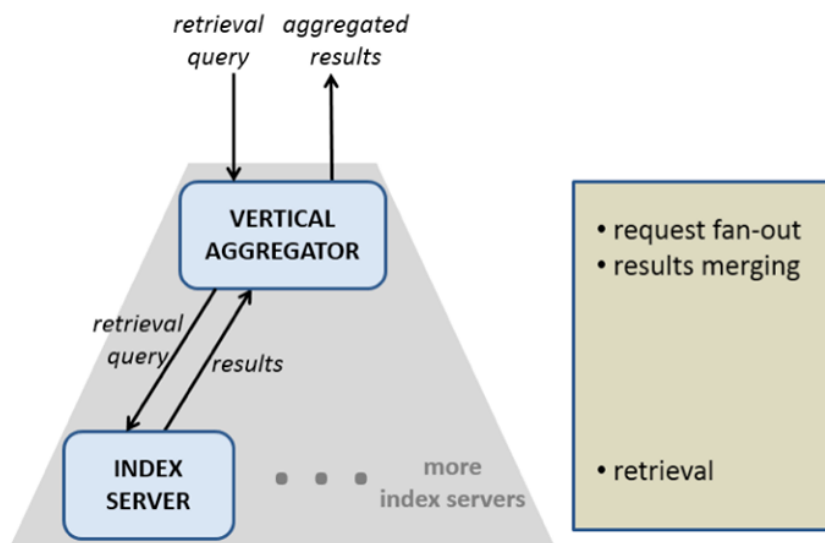 retrieval
query
aggregated
results
VERTICAL
AGGREGATOR
• request fan-out
• results merging
retrieval
query
results
INDEX
SERVER
more
index servers
• retrieval